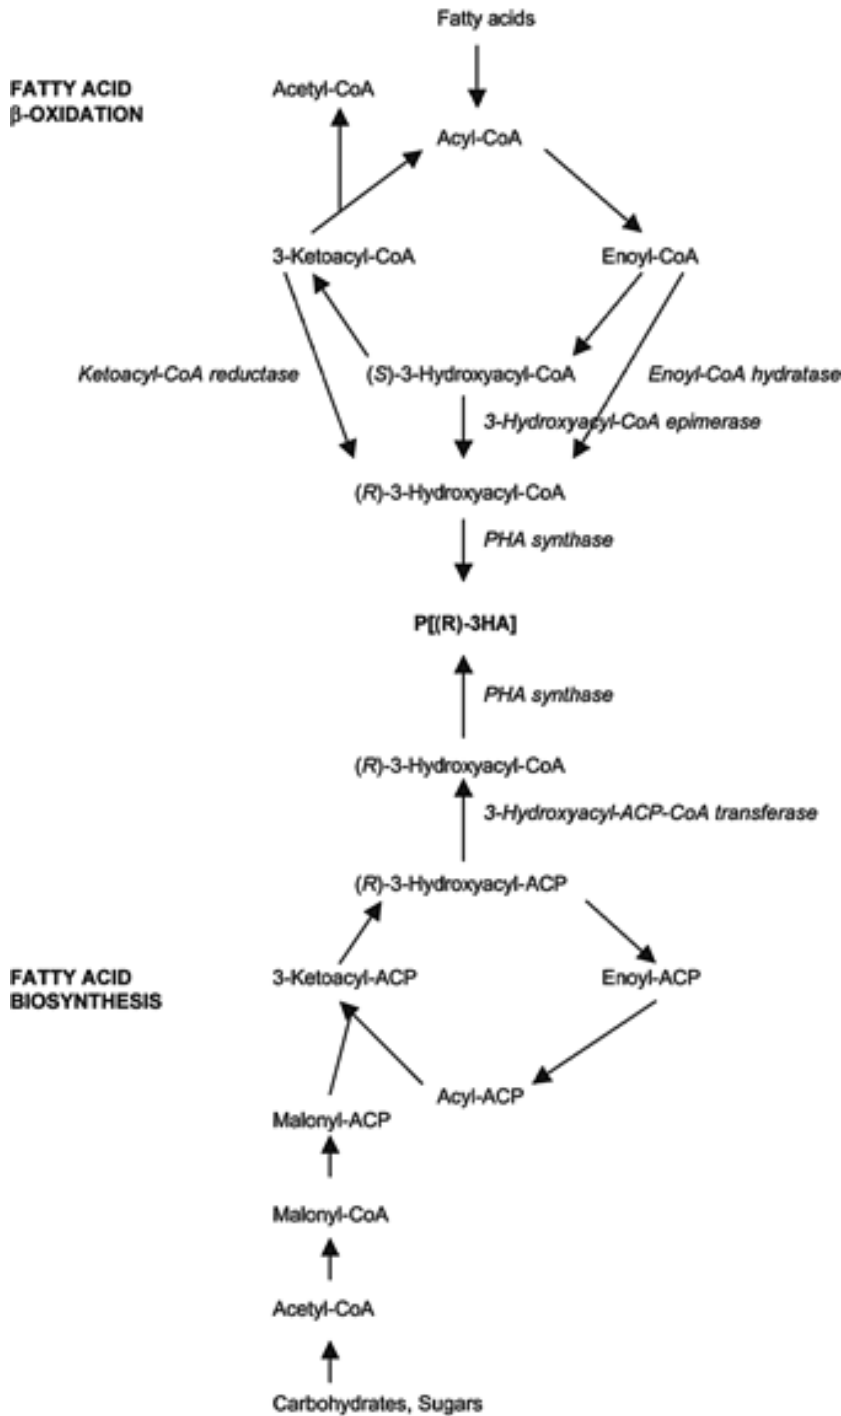 Fatty acids
FATTY ACID
β-OXIDATION
Acetyl-CoA
Acyl-CoA
3-Ketoacyl-CoA
Enoyl-CoA
Ketoacyl-CoA reductase
(S)-3-Hydroxyacyl-CoA
Enoyl-CoA hydratase
3-Hydroxyacyl-CoA epimerase
(R)-3-Hydroxyacyl-CoA
PHA synthase
P[(R)-3HA]
PHA synthase
(R)-3-Hydroxyacyl-CoA
3-Hydroxyacyl-ACP-CoA transferase
(R)-3-Hydroxyacyl-ACP
FATTY ACID
BIOSYNTHESIS
3-Ketoacyl-ACP
Enoyl-ACP
Acyl-ACP
Malonyl-ACP
Malonyl-CoA
Acetyl-CoA
Carbohydrates, Sugars